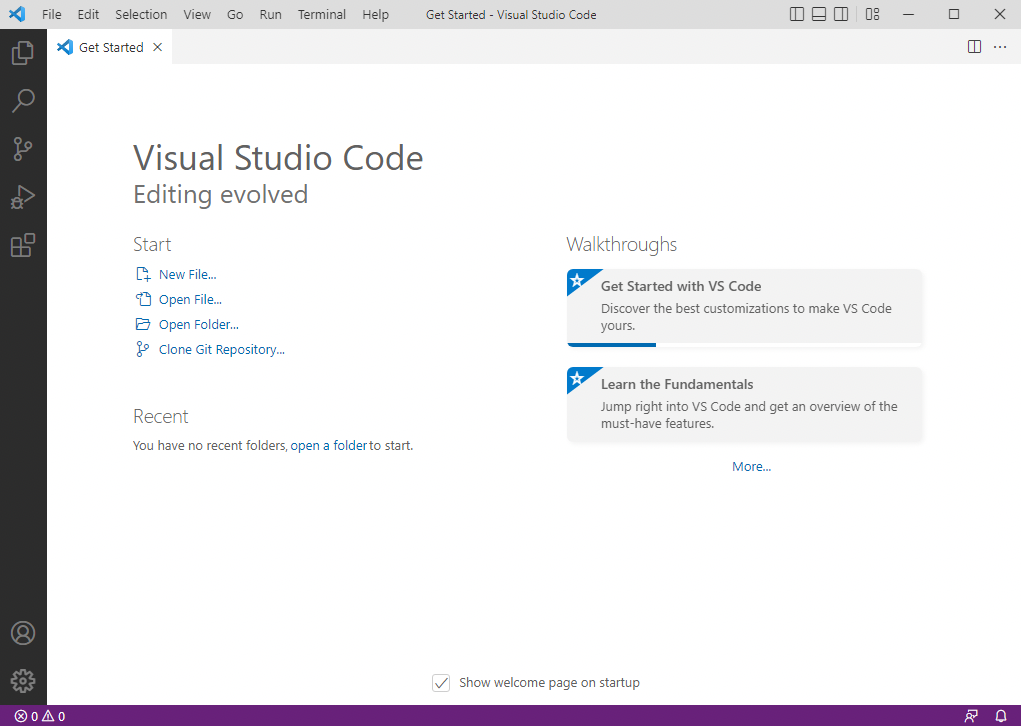 File Edit Selection View Go Run Terminal Help Get Started - Visual Studio Code
Get Started
Visual Studio Code
Editing evolved
Start
New File...
Open File...
Open Folder...
Clone Git Repository...
Recent
You have no recent folders, open a folder to start.
Walkthroughs
Get Started with VS Code
Discover the best customizations to make VS Code
yours.
Learn the Fundamentals
Jump right into VS Code and get an overview of the
must-have features.
More...
Show welcome page on startup
0 0